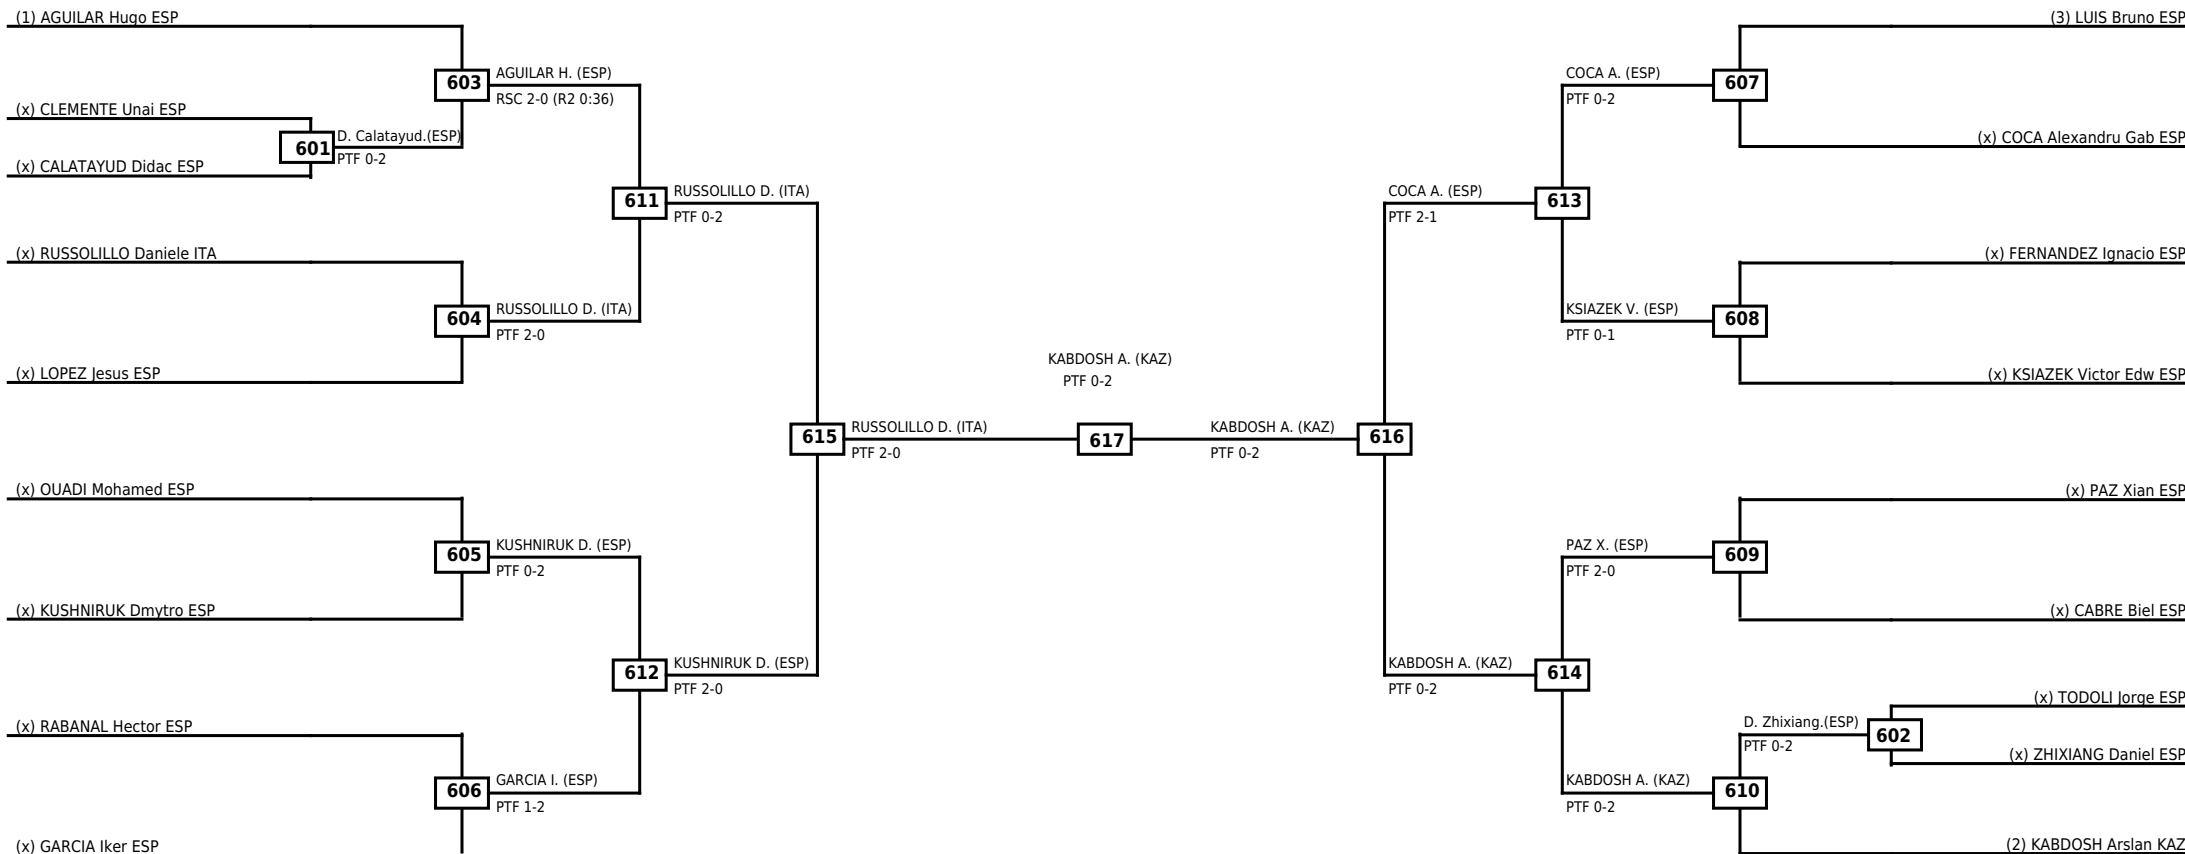 (1) AGUILAR Hugo ESP
(x) CLEMENTE Unai ESP
(x) CALATAYUD Didac ESP
(x) RUSSOLILLO Daniele ITA
(x) LOPEZ Jesus ESP
(x) OUADI Mohamed ESP
(x) KUSHNIRUK Dmytro ESP
(x) RABANAL Hector ESP
(x) GARCIA Iker ESP
601
D. Calatayud.(ESP)
PTF 0-2
603
AGUILAR H. (ESP)
RSC 2-0 (R2 0:36)
604
RUSSOLILLO D. (ITA)
PTF 2-0
605
KUSHNIRUK D. (ESP)
PTF 0-2
606
GARCIA I. (ESP)
PTF 1-2
611
RUSSOLILLO D. (ITA)
PTF 0-2
612
KUSHNIRUK D. (ESP)
PTF 2-0
615
RUSSOLILLO D. (ITA)
PTF 2-0
KABDOSH A. (KAZ)
PTF 0-2
617
KABDOSH A. (KAZ)
PTF 0-2
616
COCA A. (ESP)
PTF 2-1
613
KABDOSH A. (KAZ)
PTF 0-2
614
COCA A. (ESP)
PTF 0-2
607
KSIAZEK V. (ESP)
PTF 0-1
608
PAZ X. (ESP)
PTF 2-0
609
KABDOSH A. (KAZ)
PTF 0-2
610
D. Zhixiang.(ESP)
PTF 0-2
602
(3) LUIS Bruno ESP
(x) COCA Alexandru Gab ESP
(x) FERNANDEZ Ignacio ESP
(x) KSIAZEK Victor Edw ESP
(x) PAZ Xian ESP
(x) CABRE Biel ESP
(x) TODOLI Jorge ESP
(x) ZHIXIANG Daniel ESP
(2) KABDOSH Arslan KAZ